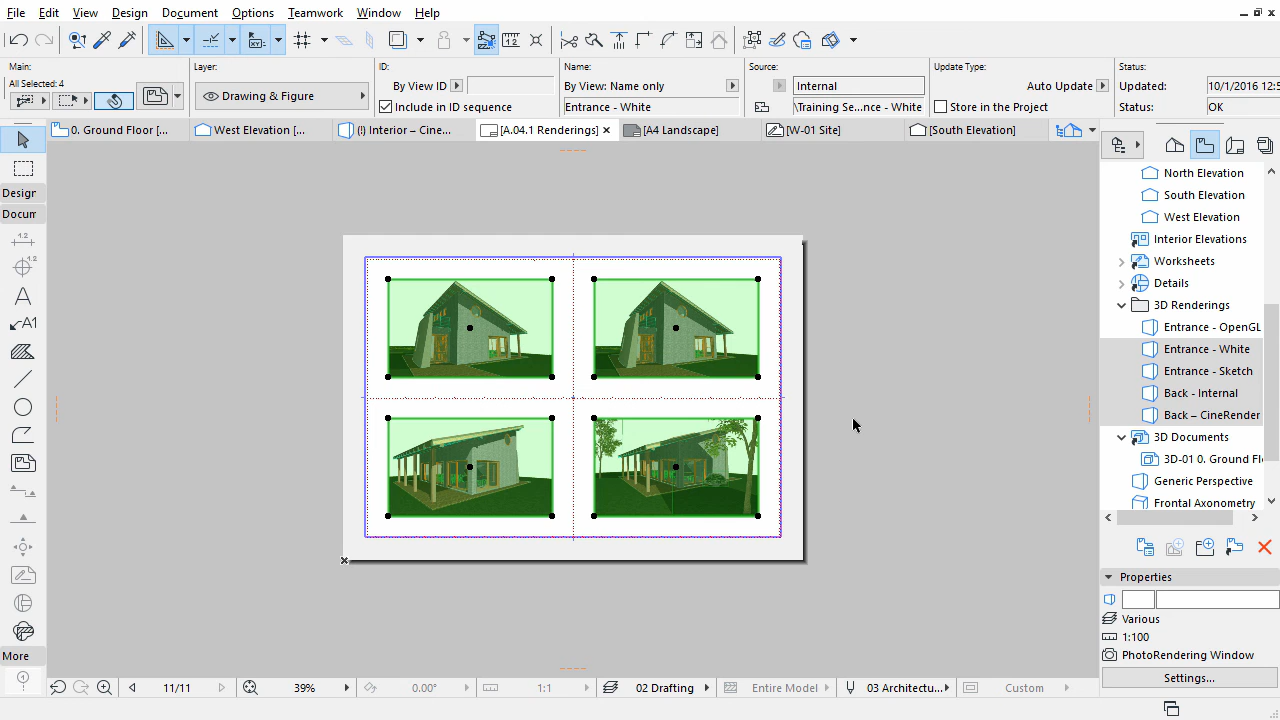 File Edit View Design Document Options Teamwork Window Help
Main:
All Selected: 4
Layer:
Drawing & Figure
ID:
By View ID
Include in ID sequence
Name:
By View: Name only
Entrance - White
Source:
Internal
\Training Se...nce - White
Update Type:
Auto Update
Store in the Project
Status:
Updated: 10/1/2016 12:5
Status: OK
0. Ground Floor [...
West Elevation [...
(!) Interior – Cine...
[A.04.1 Renderings]
[A4 Landscape]
[W-01 Site]
[South Elevation]
Design
Docum
1.2
1.2
A
A1
More
North Elevation
South Elevation
West Elevation
Interior Elevations
Worksheets
Details
3D Renderings
Entrance - OpenGL
Entrance - White
Entrance - Sketch
Back - Internal
Back – CineRender
3D Documents
3D-01 0. Ground Fl
Generic Perspective
Frontal Axonometry
Properties
Various
1:100
PhotoRendering Window
Settings...
11/11
39%
0.00°
1:1
02 Drafting
Entire Model
03 Architectu...
Custom